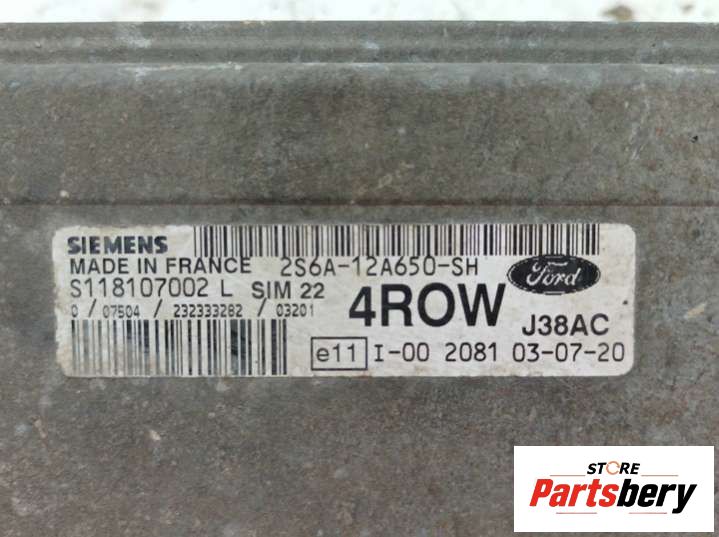 SIEMENS
MADE IN FRANCE 2S6A-12A650-SH
S118107002 L SIM 22
0 / 07504 / 232333282 / 03201
4ROW
Ford
J38AC
e11 I-00 2081 03-07-20
STORE
Partsbery